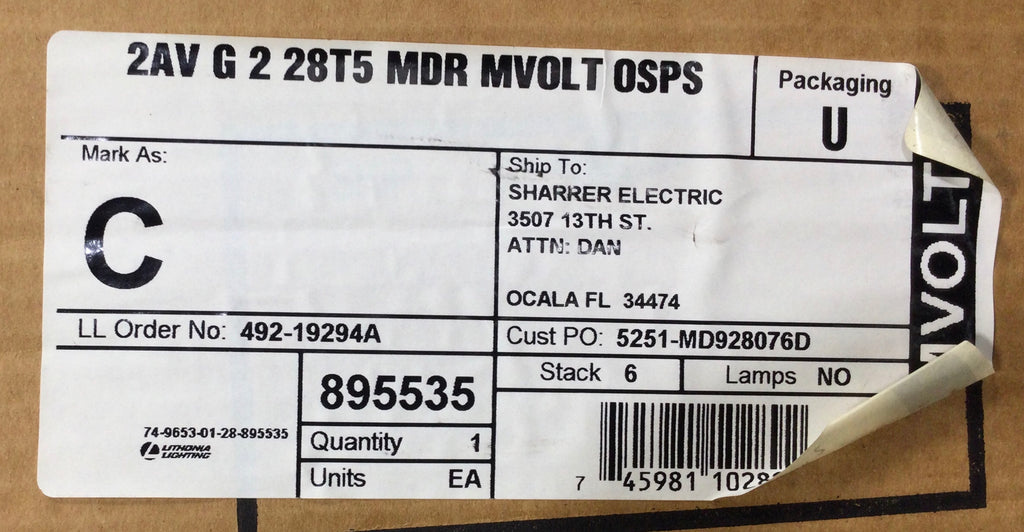 2AV G 2 28T5 MDR MVOLT OSPS
Packaging
U
Mark As:
C
Ship To:
SHARRER ELECTRIC
3507 13TH ST.
ATTN: DAN
OCALA FL 34474
MVOLT
LL Order No: 492-19294A
Cust PO: 5251-MD928076D
Stack 6
Lamps NO
895535
Quantity 1
Units EA
74-9653-01-28-895535
LITHONIA
LIGHTING
7 45981 1028